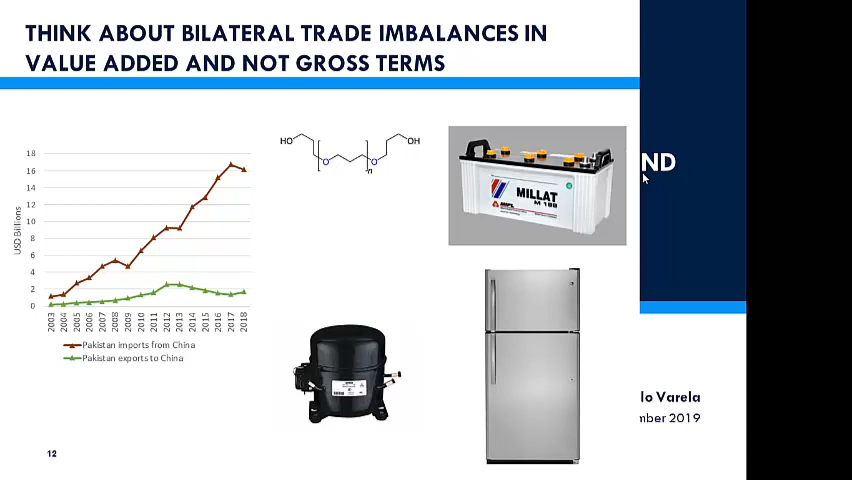 THINK ABOUT BILATERAL TRADE IMBALANCES IN
VALUE ADDED AND NOT GROSS TERMS
18
16
14
12
10
8
6
4
2
0
USD Billions
2003
2004
2005
2006
2007
2008
2009
2010
2011
2012
2013
2014
2015
2016
2017
2018
Pakistan imports from China
Pakistan exports to China
HO
O
n
O
OH
MILLAT
ND
lo Varela
mber 2019
12